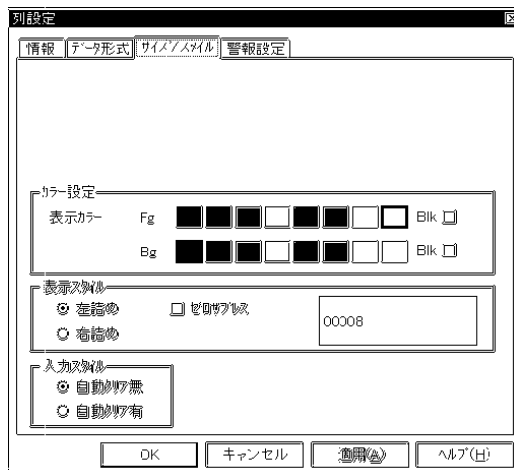 列設定
情報 ﾃﾞｰﾀ形式 ｻｲｽﾞ/ｽﾀｲﾙ 警報設定
ｶﾗｰ設定
表示ｶﾗｰ Fg Blk
Bg Blk
表示ｽﾀｲﾙ
左詰め ｾﾞﾛｻﾌﾟﾚｽ 00008
右詰め
入力ｽﾀｲﾙ
自動ｸﾘｱ無
自動ｸﾘｱ有
OK キャンセル 適用(A) ﾍﾙﾌﾟ(H)